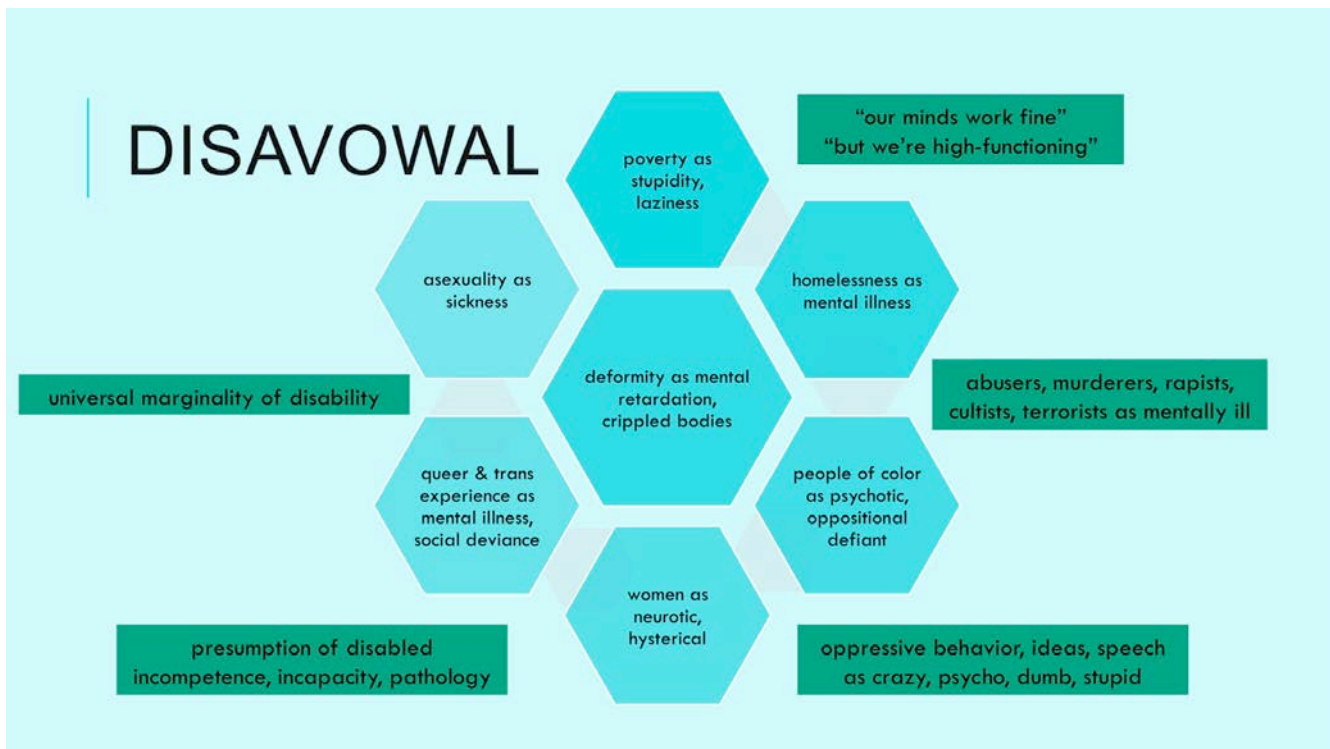 DISAVOWAL
poverty as
stupidity,
laziness
“our minds work fine”
“but we’re high-functioning”
asexuality as
sickness
homelessness as
mental illness
deformity as mental
retardation,
crippled bodies
universal marginality of disability
abusers, murderers, rapists,
cultists, terrorists as mentally ill
queer & trans
experience as
mental illness,
social deviance
people of color
as psychotic,
oppositional
defiant
women as
neurotic,
hysterical
presumption of disabled
incompetence, incapacity, pathology
oppressive behavior, ideas, speech
as crazy, psycho, dumb, stupid